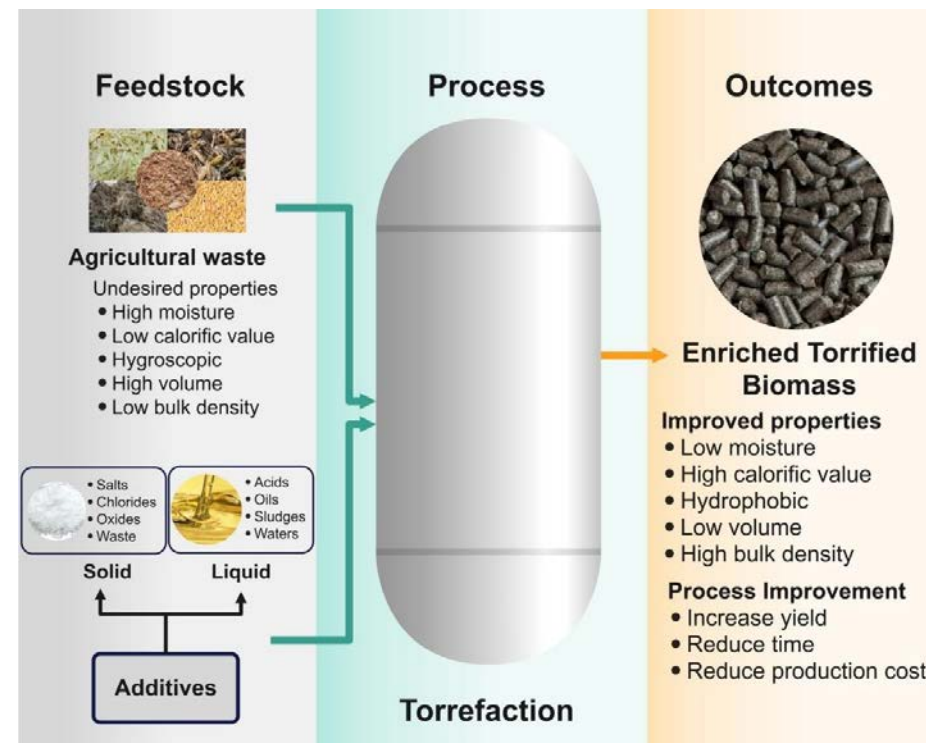 Feedstock
Agricultural waste
Undesired properties
• High moisture
• Low calorific value
• Hygroscopic
• High volume
• Low bulk density
• Salts
• Chlorides
• Oxides
• Waste
Solid
• Acids
• Oils
• Sludges
• Waters
Liquid
Additives
Process
Torrefaction
Outcomes
Enriched Torrified
Biomass
Improved properties
• Low moisture
• High calorific value
• Hydrophobic
• Low volume
• High bulk density
Process Improvement
• Increase yield
• Reduce time
• Reduce production cost